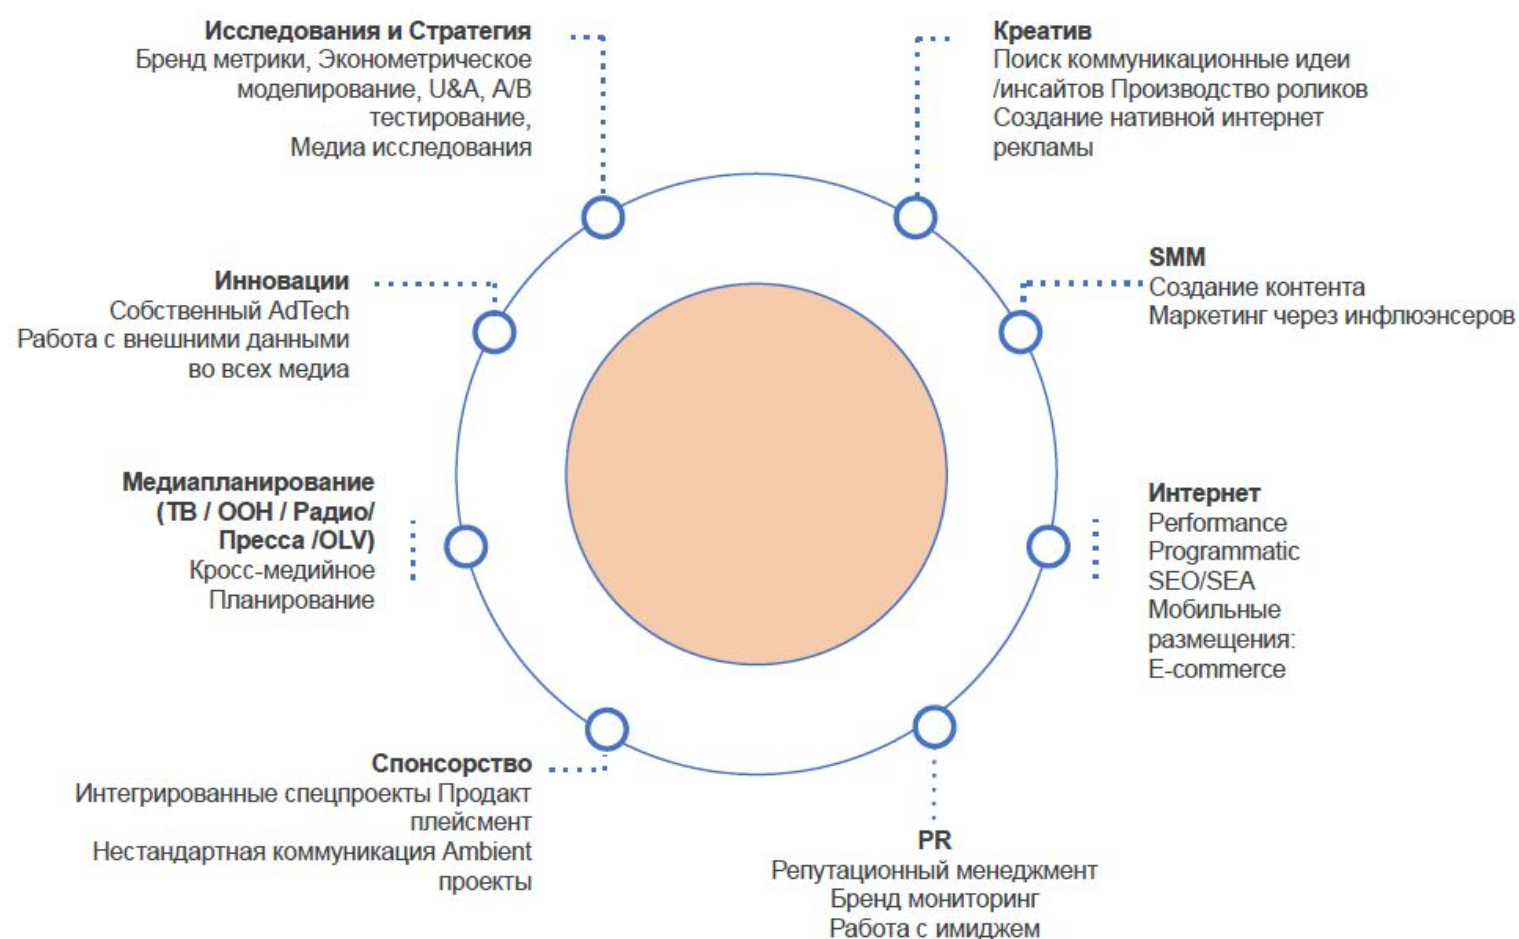 Исследования и Стратегия
Бренд метрики, Эконометрическое
моделирование, U&A, A/B
тестирование,
Медиа исследования
Креатив
Поиск коммуникационные идеи
/инсайтов Производство роликов
Создание нативной интернет
рекламы
Инновации
Собственный AdTech
Работа с внешними данными
во всех медиа
SMM
Создание контента
Маркетинг через инфлюэнсеров
Медиапланирование
(ТВ / ООН / Радио/
Пресса /OLV)
Кросс-медийное
Планирование
Интернет
Performance
Programmatic
SEO/SEA
Мобильные
размещения:
E-commerce
Спонсорство
Интегрированные спецпроекты Продакт
плейсмент
Нестандартная коммуникация Ambient
проекты
PR
Репутационный менеджмент
Бренд мониторинг
Работа с имиджем